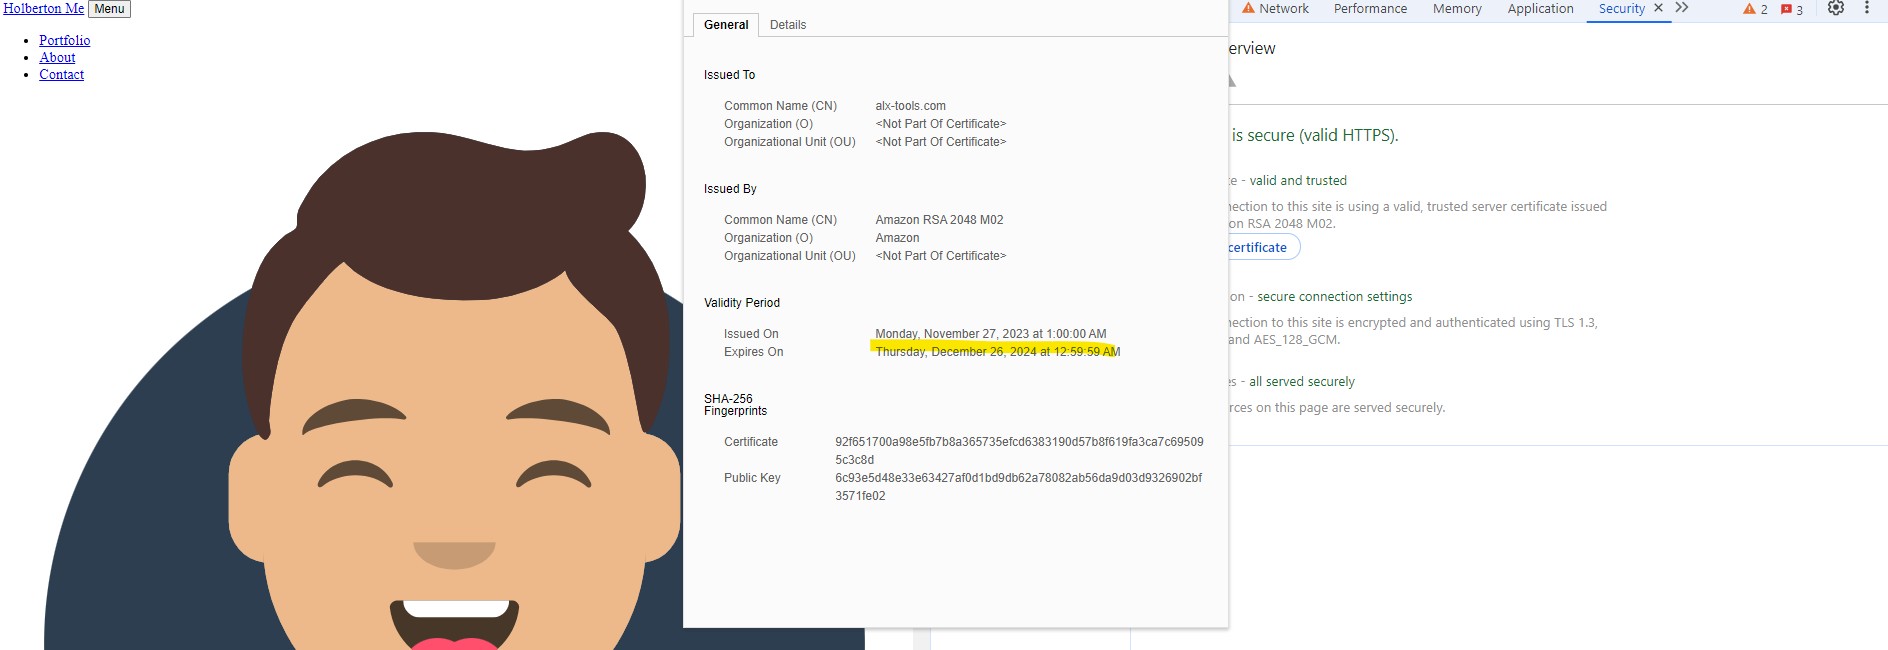 Holberton Me Menu
Portfolio
About
Contact
General Details
Issued To
Common Name (CN) alx-tools.com
Organization (O) <Not Part Of Certificate>
Organizational Unit (OU) <Not Part Of Certificate>
Issued By
Common Name (CN) Amazon RSA 2048 M02
Organization (O) Amazon
Organizational Unit (OU) <Not Part Of Certificate>
Validity Period
Issued On Monday, November 27, 2023 at 1:00:00 AM
Expires On Thursday, December 26, 2024 at 12:59:59 AM
SHA-256
Fingerprints
Certificate 92f651700a98e5fb7b8a365735efcd6383190d57b8f619fa3ca7c69509
5c3c8d
Public Key 6c93e5d48e33e63427af0d1bd9db62a78082ab56da9d03d9326902bf
3571fe02
Network Performance Memory Application Security 2 3
erview
is secure (valid HTTPS).
- valid and trusted
nection to this site is using a valid, trusted server certificate issued
on RSA 2048 M02.
certificate
on - secure connection settings
nection to this site is encrypted and authenticated using TLS 1.3,
and AES_128_GCM.
es - all served securely
rces on this page are served securely.